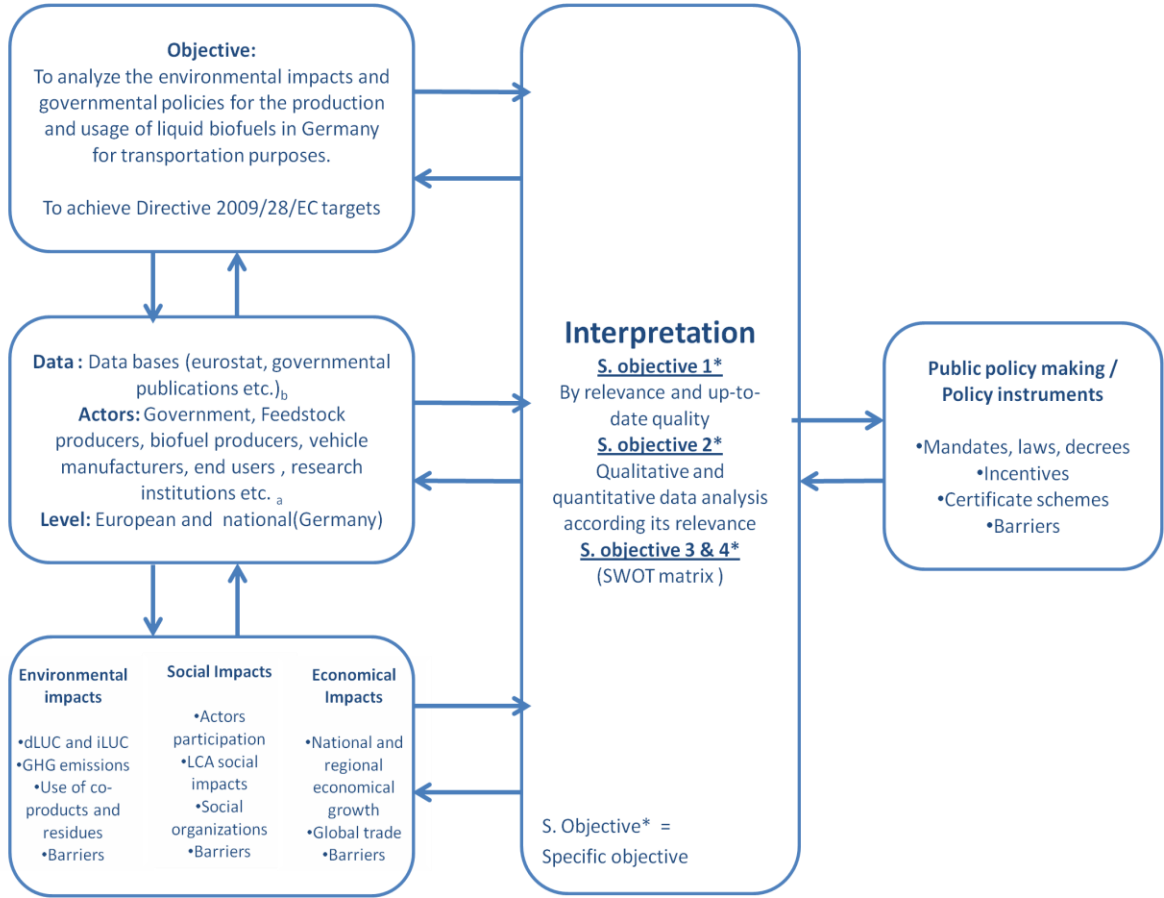 Objective:
To analyze the environmental impacts and
governmental policies for the production
and usage of liquid biofuels in Germany
for transportation purposes.
To achieve Directive 2009/28/EC targets
Data : Data bases (eurostat, governmental
publications etc.)b
Actors: Government, Feedstock
producers, biofuel producers, vehicle
manufacturers, end users , research
institutions etc. a
Level: European and national(Germany)
Environmental
impacts
•dLUC and iLUC
•GHG emissions
•Use of co-
products and
residues
•Barriers
Social Impacts
•Actors
participation
•LCA social
impacts
•Social
organizations
•Barriers
Economical
Impacts
•National and
regional
economical
growth
•Global trade
•Barriers
Interpretation
S. objective 1*
By relevance and up-to-
date quality
S. objective 2*
Qualitative and
quantitative data analysis
according its relevance
S. objective 3 & 4*
(SWOT matrix )
S. Objective* =
Specific objective
Public policy making /
Policy instruments
•Mandates, laws, decrees
•Incentives
•Certificate schemes
•Barriers